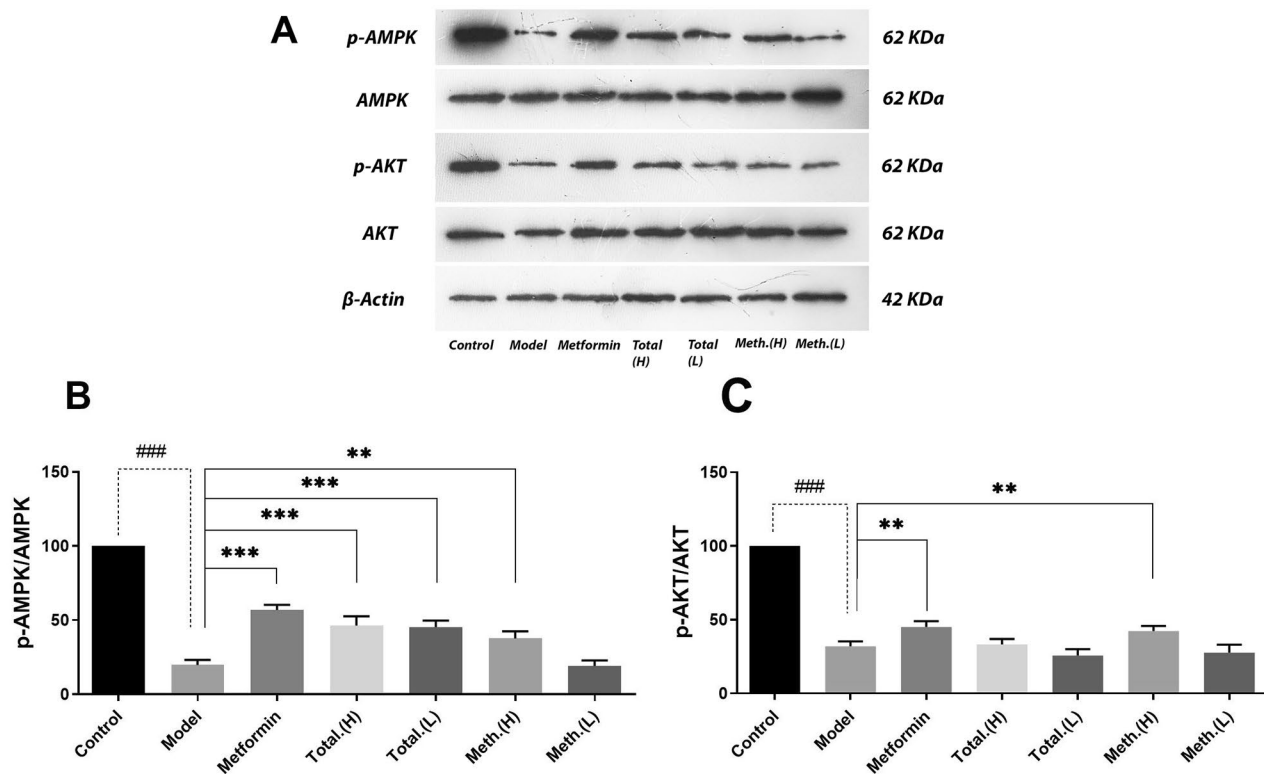 A
p-AMPK 62 KDa
AMPK 62 KDa
p-AKT 62 KDa
AKT 62 KDa
β-Actin 42 KDa
Control Model Metformin Total (H) Total (L) Meth.(H) Meth.(L)
B
p-AMPK/AMPK
150
100
50
0
###
**
***
***
***
Control Model Metformin Total.(H) Total.(L) Meth.(H) Meth.(L)
C
p-AKT/AKT
150
100
50
0
###
**
**
Control Model Metformin Total.(H) Total.(L) Meth.(H) Meth.(L)